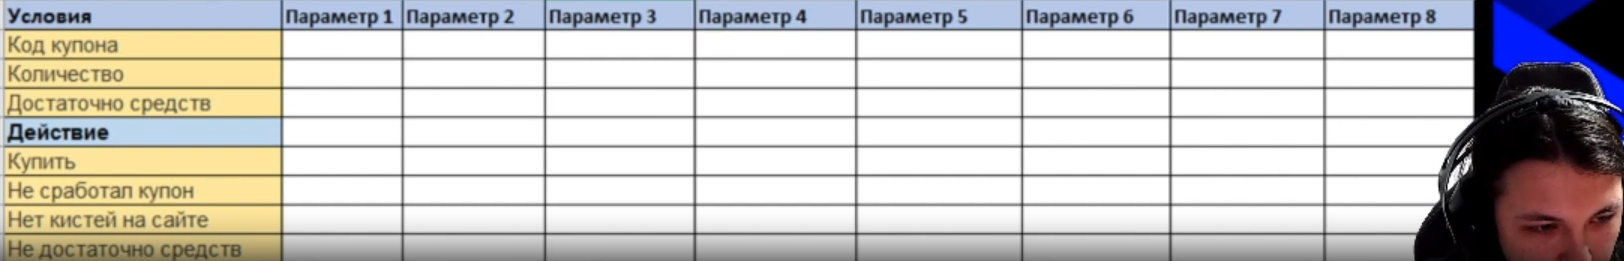 Условия Параметр 1 Параметр 2 Параметр 3 Параметр 4 Параметр 5 Параметр 6 Параметр 7 Параметр 8
Код купона
Количество
Достаточно средств
Действие
Купить
Не сработал купон
Нет кистей на сайте
Не достаточно средств